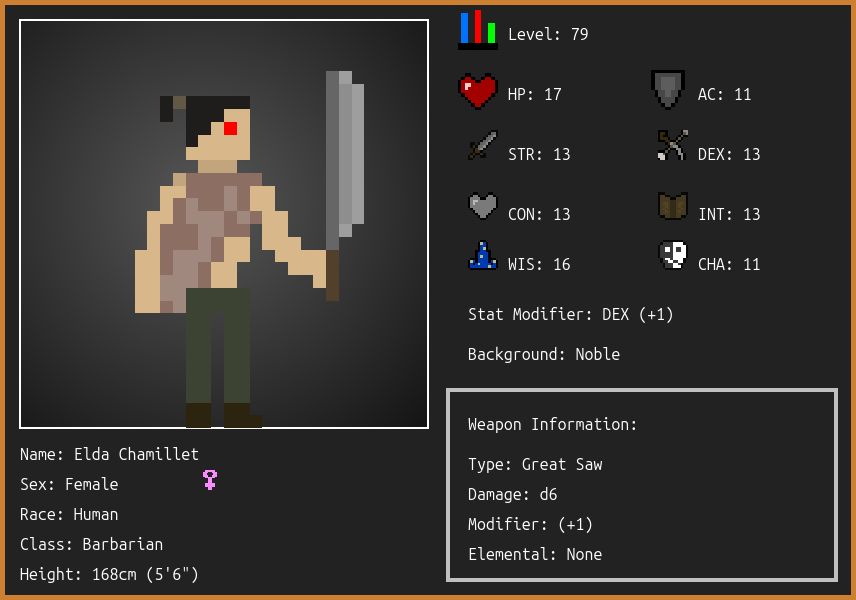 Level: 79
HP: 17
AC: 11
STR: 13
DEX: 13
CON: 13
INT: 13
WIS: 16
CHA: 11
Stat Modifier: DEX (+1)
Background: Noble
Weapon Information:
Type: Great Saw
Damage: d6
Modifier: (+1)
Elemental: None
Name: Elda Chamillet
Sex: Female
Race: Human
Class: Barbarian
Height: 168cm (5'6")